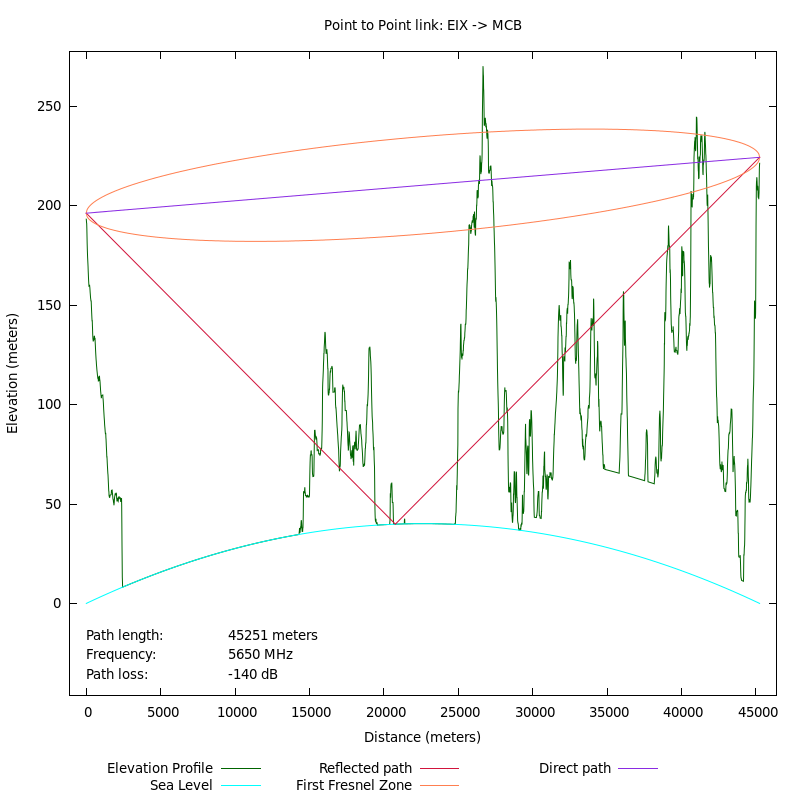 Point to Point link: EIX -> MCB
Elevation (meters)
250
200
150
100
50
0
Path length: 45251 meters
Frequency: 5650 MHz
Path loss: -140 dB
0 5000 10000 15000 20000 25000 30000 35000 40000 45000
Distance (meters)
Elevation Profile Reflected path Direct path
Sea Level First Fresnel Zone